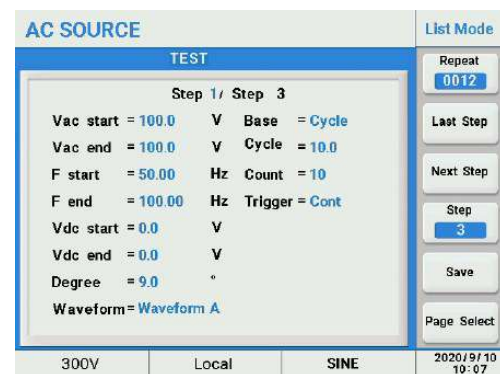 AC SOURCE
List Mode
TEST
Step 1/ Step 3
Vac start = 100.0 V Base = Cycle
Vac end = 100.0 V Cycle = 10.0
F start = 50.00 Hz Count = 10
F end = 100.00 Hz Trigger = Cont
Vdc start = 0.0 V
Vdc end = 0.0 V
Degree = 9.0 °
Waveform = Waveform A
Repeat
0012
Last Step
Next Step
Step
3
Save
Page Select
300V
Local
SINE
2020/9/10
10:07